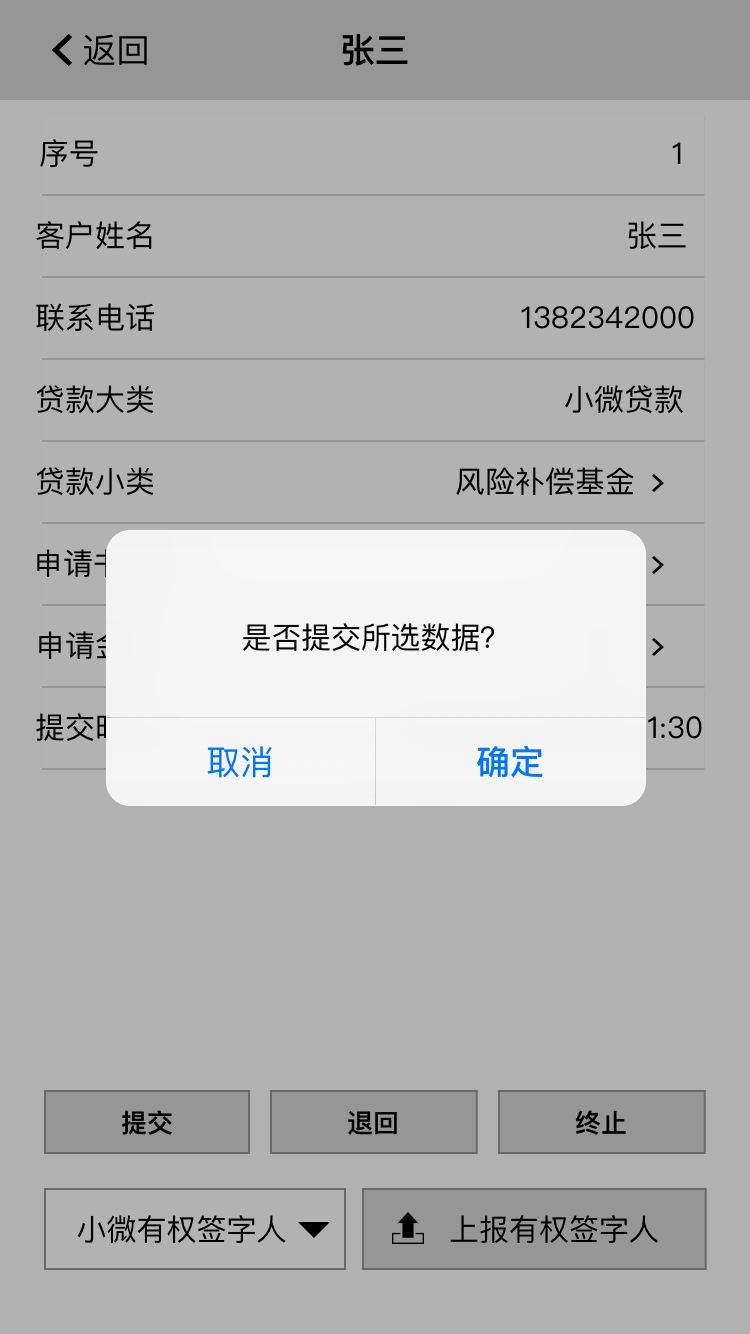 返回 张三
序号 1
客户姓名 张三
联系电话 1382342000
贷款大类 小微贷款
贷款小类 风险补偿基金
申请
申请
提交 1:30
是否提交所选数据?
取消 确定
提交 退回 终止
小微有权签字人 上报有权签字人